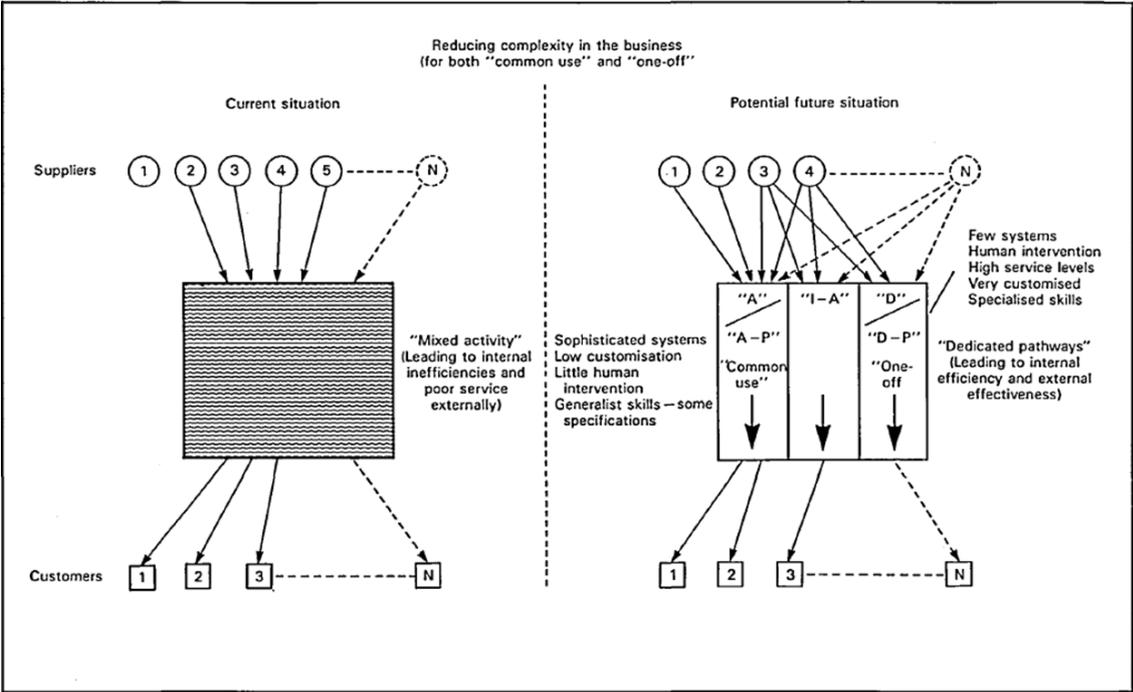 Reducing complexity in the business
(for both "common use" and "one-off"
Current situation
Suppliers
1 2 3 4 5 N
"Mixed activity"
(Leading to internal
inefficiencies and
poor service
externally)
Customers
1 2 3 N
Potential future situation
1 2 3 4 N
Few systems
Human intervention
High service levels
Very customised
Specialised skills
Sophisticated systems
Low customisation
Little human
intervention
Generalist skills — some
specifications
"A"
"A–P"
"Common
use"
"I–A"
"D"
"D–P"
"One-
off
"Dedicated pathways"
(Leading to internal
efficiency and external
effectiveness)
1 2 3 N